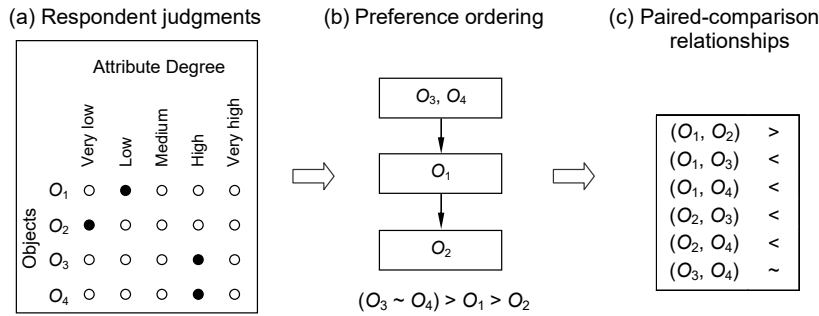 (a) Respondent judgments
Attribute Degree
Very low
Low
Medium
High
Very high
Objects
O1
O2
O3
O4
(b) Preference ordering
O3, O4
O1
O2
(O3 ~ O4) > O1 > O2
(c) Paired-comparison
relationships
(O1, O2) >
(O1, O3) <
(O1, O4) <
(O2, O3) <
(O2, O4) <
(O3, O4) ~